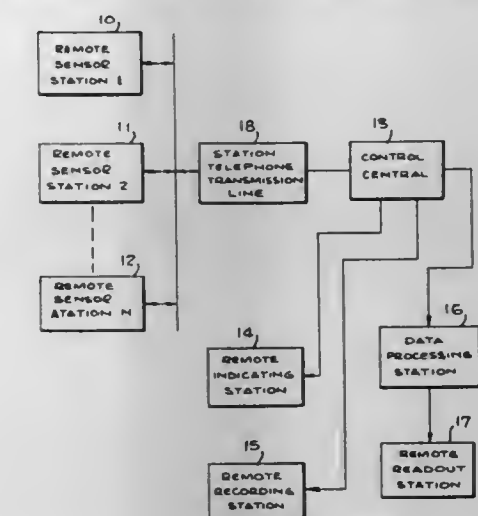 10
REMOTE
SENSOR
STATION 1
11
REMOTE
SENSOR
STATION 2
12
REMOTE
SENSOR
STATION N
18
STATION
TELEPHONE
TRANSMISSION
LINE
13
CONTROL
CENTRAL
14
REMOTE
INDICATING
STATION
15
REMOTE
RECORDING
STATION
16
DATA
PROCESSING
STATION
17
REMOTE
READOUT
STATION